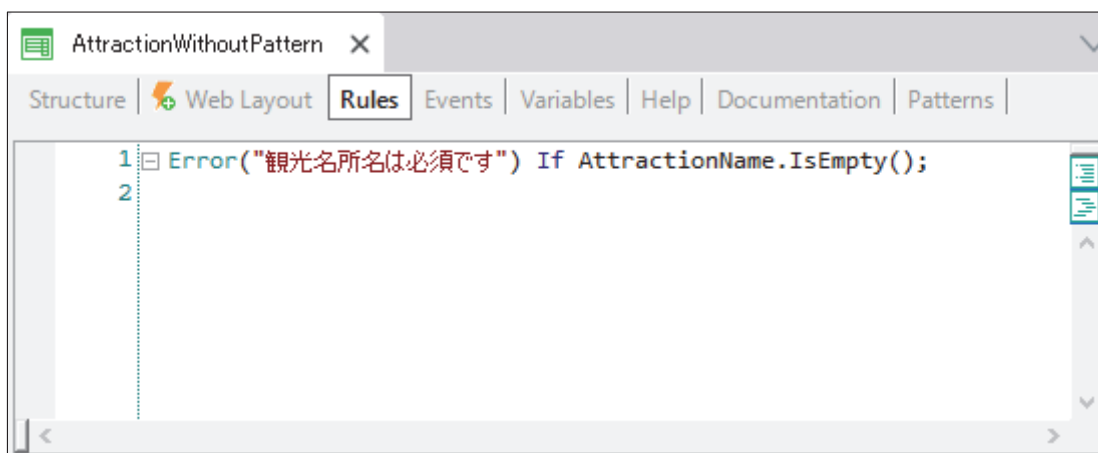 AttractionWithoutPattern
Structure Web Layout Rules Events Variables Help Documentation Patterns
1 Error("観光名所名は必須です") If AttractionName.IsEmpty();
2